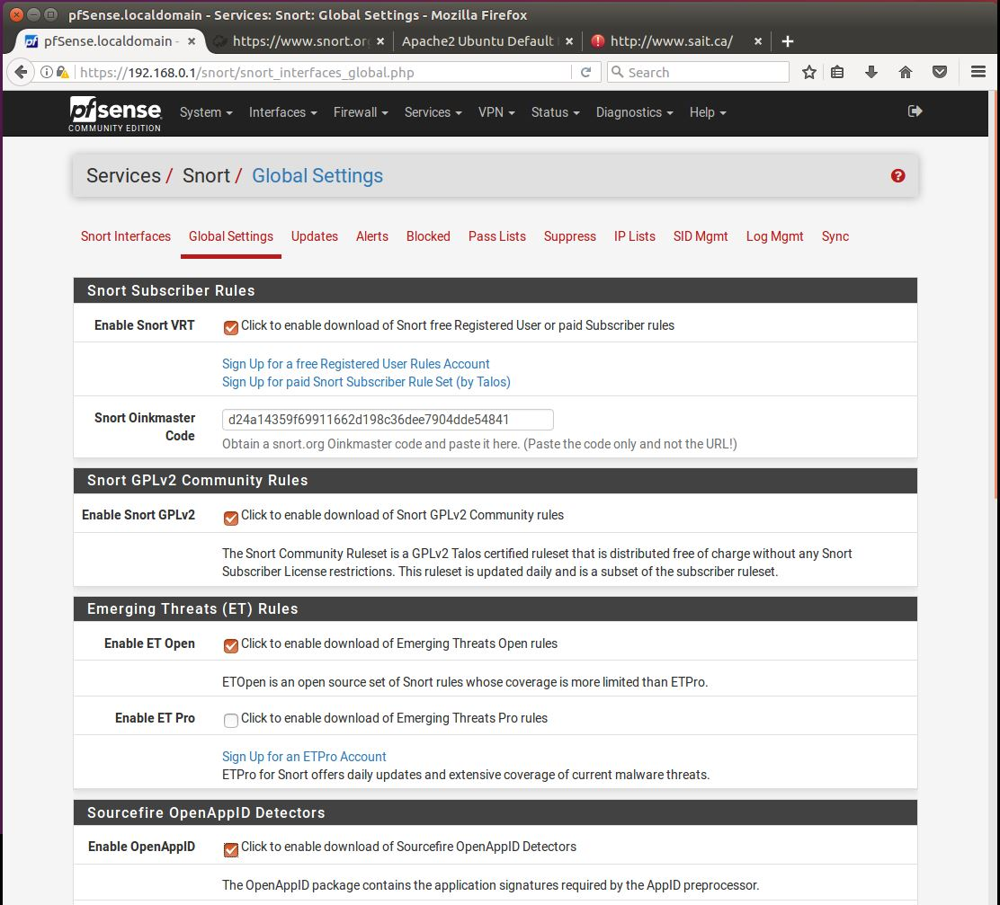 pfSense.localdomain - Services: Snort: Global Settings - Mozilla Firefox
pfSense.localdomain - × https://www.snort.or × Apache2 Ubuntu Default × http://www.sait.ca/ × +
https://192.168.0.1/snort/snort_interfaces_global.php Search
pfsense System Interfaces Firewall Services VPN Status Diagnostics Help
COMMUNITY EDITION
Services / Snort / Global Settings
Snort Interfaces Global Settings Updates Alerts Blocked Pass Lists Suppress IP Lists SID Mgmt Log Mgmt Sync
Snort Subscriber Rules
Enable Snort VRT Click to enable download of Snort free Registered User or paid Subscriber rules
Sign Up for a free Registered User Rules Account
Sign Up for paid Snort Subscriber Rule Set (by Talos)
Snort Oinkmaster
Code
d24a14359f69911662d198c36dee7904dde54841
Obtain a snort.org Oinkmaster code and paste it here. (Paste the code only and not the URL!)
Snort GPLv2 Community Rules
Enable Snort GPLv2 Click to enable download of Snort GPLv2 Community rules
The Snort Community Ruleset is a GPLv2 Talos certified ruleset that is distributed free of charge without any Snort
Subscriber License restrictions. This ruleset is updated daily and is a subset of the subscriber ruleset.
Emerging Threats (ET) Rules
Enable ET Open Click to enable download of Emerging Threats Open rules
ETOpen is an open source set of Snort rules whose coverage is more limited than ETPro.
Enable ET Pro Click to enable download of Emerging Threats Pro rules
Sign Up for an ETPro Account
ETPro for Snort offers daily updates and extensive coverage of current malware threats.
Sourcefire OpenAppID Detectors
Enable OpenAppID Click to enable download of Sourcefire OpenAppID Detectors
The OpenAppID package contains the application signatures required by the AppID preprocessor.